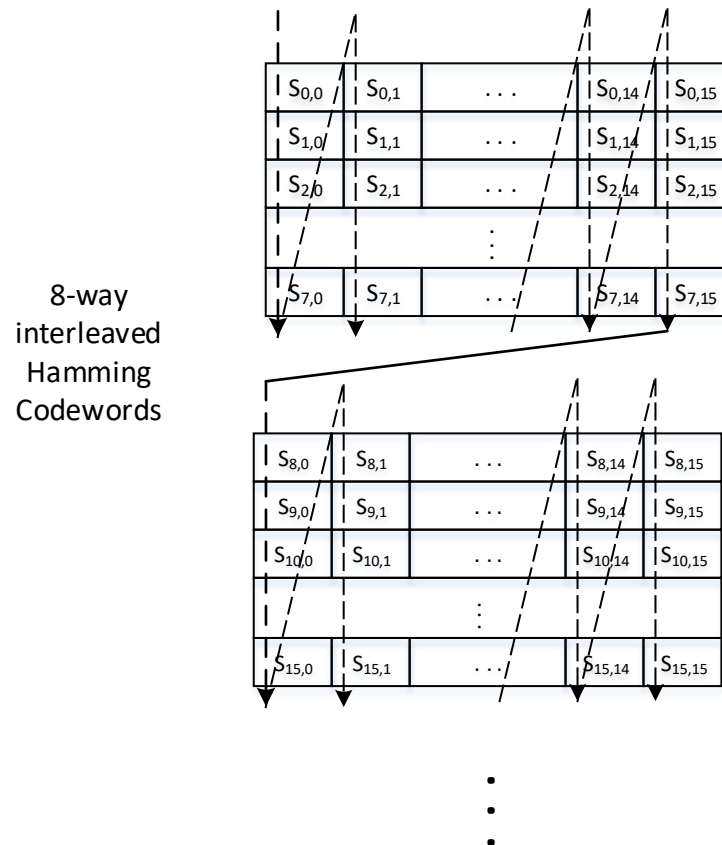 S0,0 S0,1 . . . S0,14 S0,15
S1,0 S1,1 . . . S1,14 S1,15
S2,0 S2,1 . . . S2,14 S2,15
. . .
S7,0 S7,1 . . . S7,14 S7,15
8-way
interleaved
Hamming
Codewords
S8,0 S8,1 . . . S8,14 S8,15
S9,0 S9,1 . . . S9,14 S9,15
S10,0 S10,1 . . . S10,14 S10,15
. . .
S15,0 S15,1 . . . S15,14 S15,15
. . .